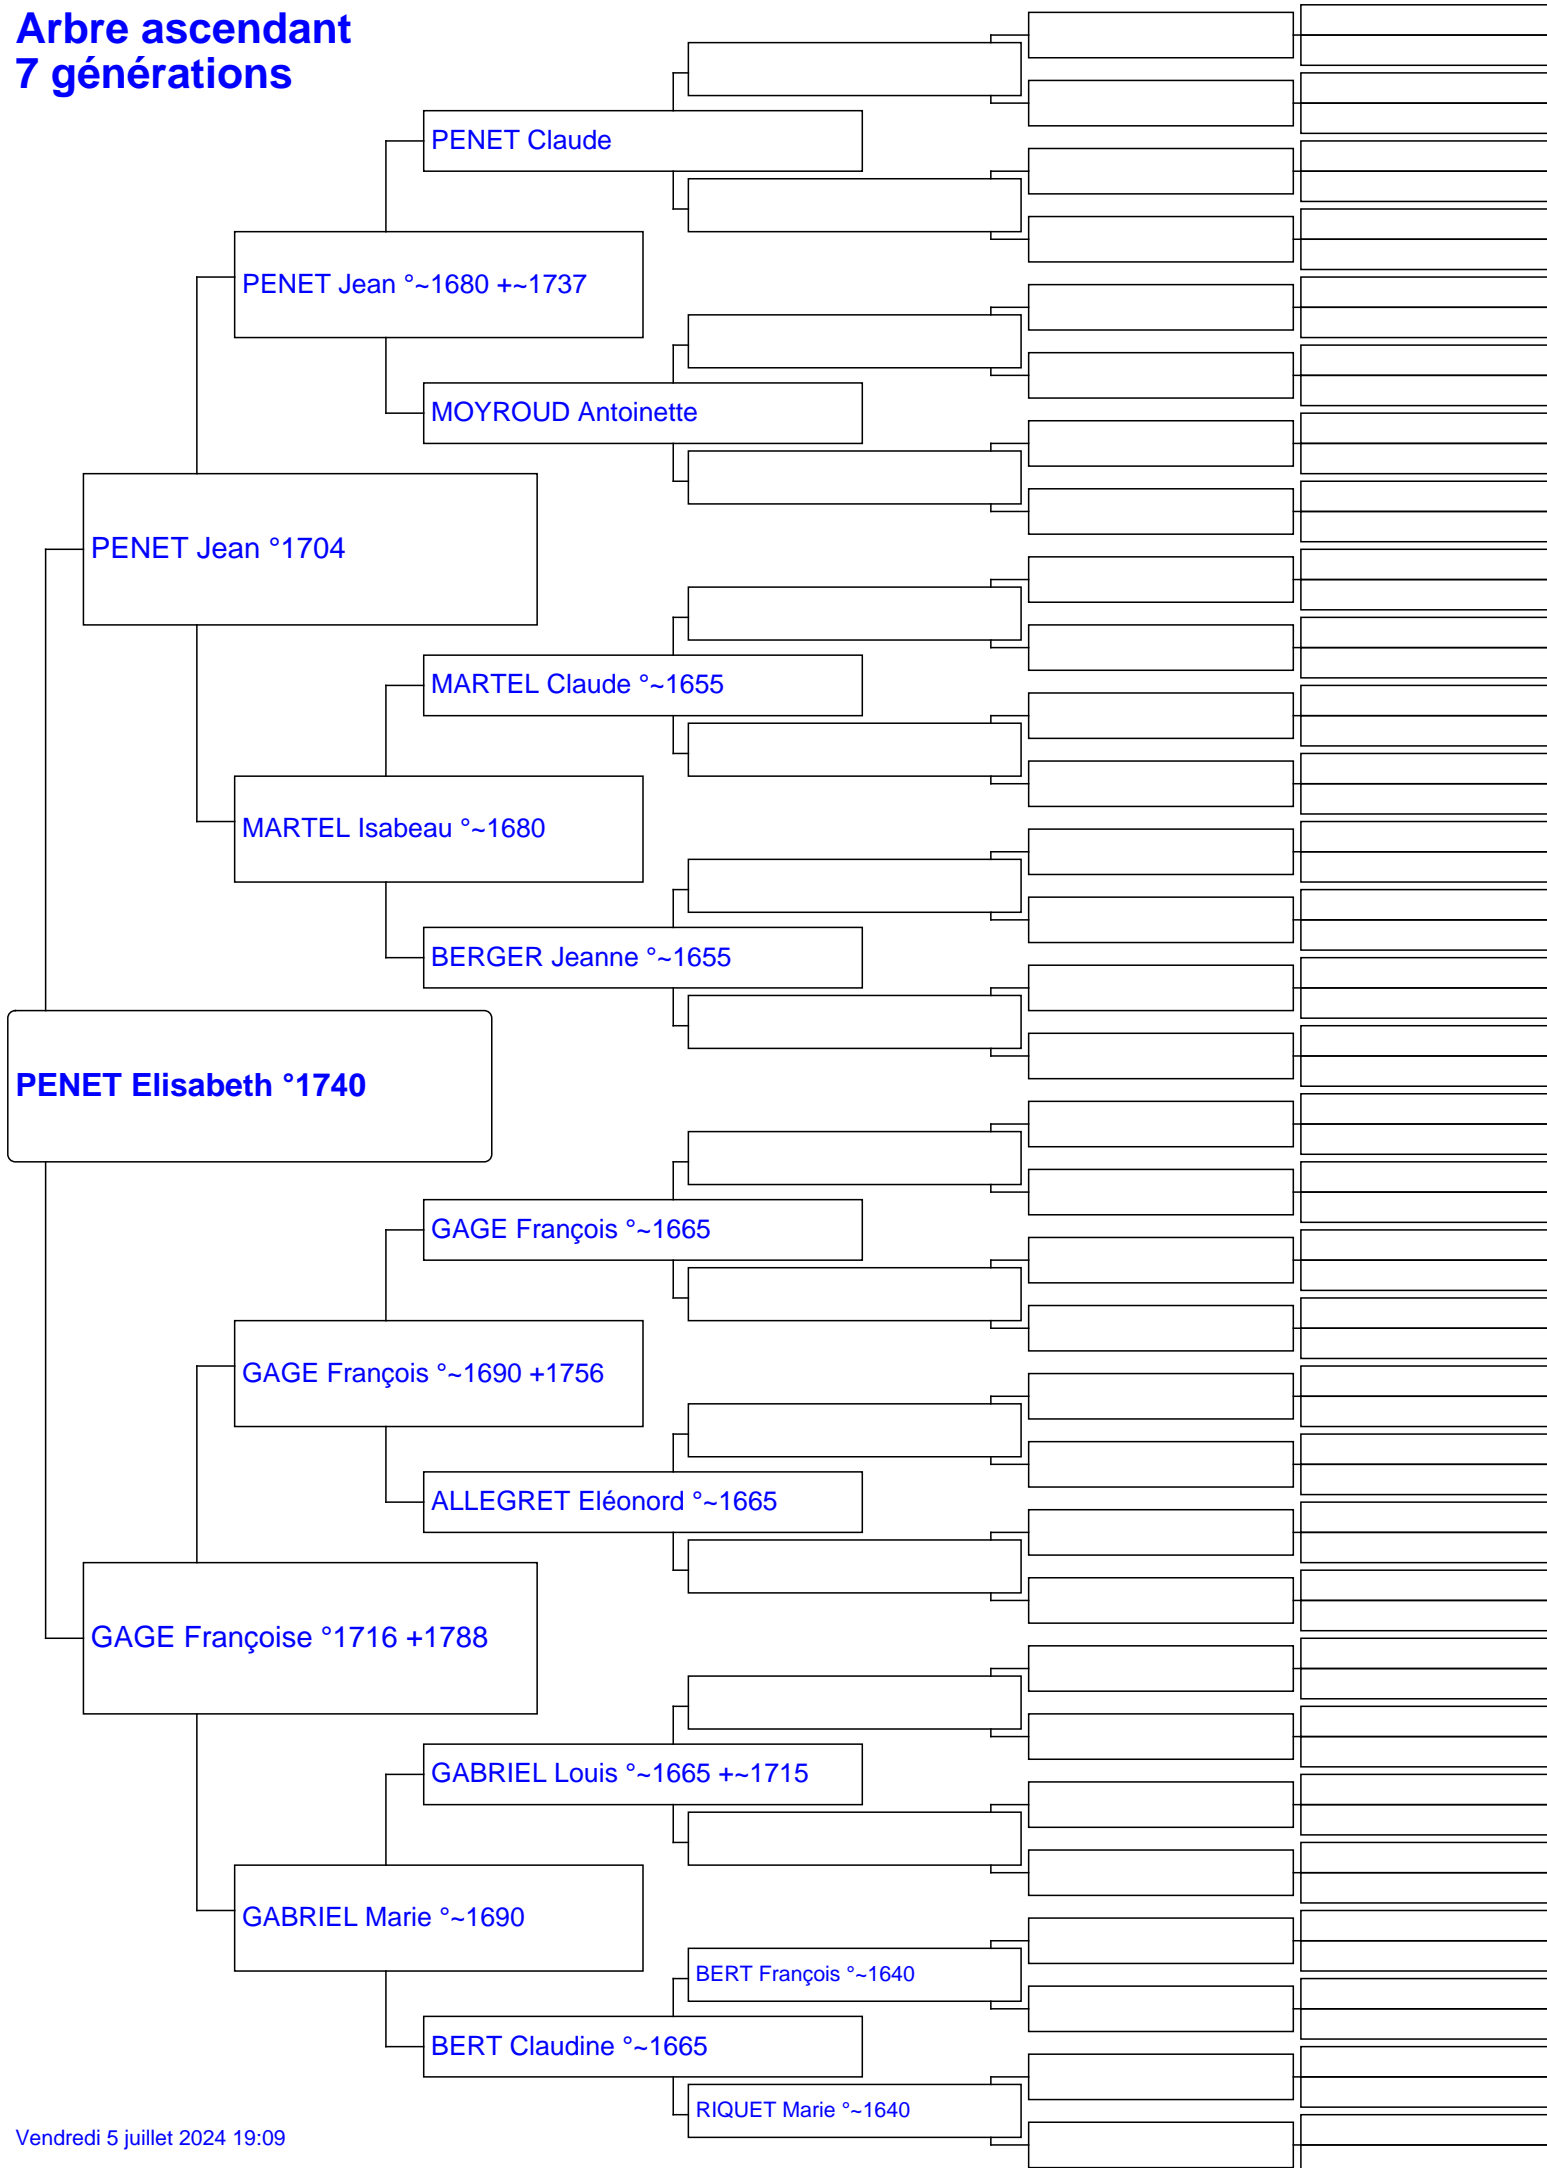 Arbre ascendant
7 générations
PENET Claude
PENET Jean °~1680 +~1737
MOYROUD Antoinette
PENET Jean °1704
MARTEL Claude °~1655
MARTEL Isabeau °~1680
BERGER Jeanne °~1655
PENET Elisabeth °1740
GAGE François °~1665
GAGE François °~1690 +1756
ALLEGRET Eléonord °~1665
GAGE Françoise °1716 +1788
GABRIEL Louis °~1665 +~1715
GABRIEL Marie °~1690
BERT François °~1640
BERT Claudine °~1665
RIQUET Marie °~1640
Vendredi 5 juillet 2024 19:09